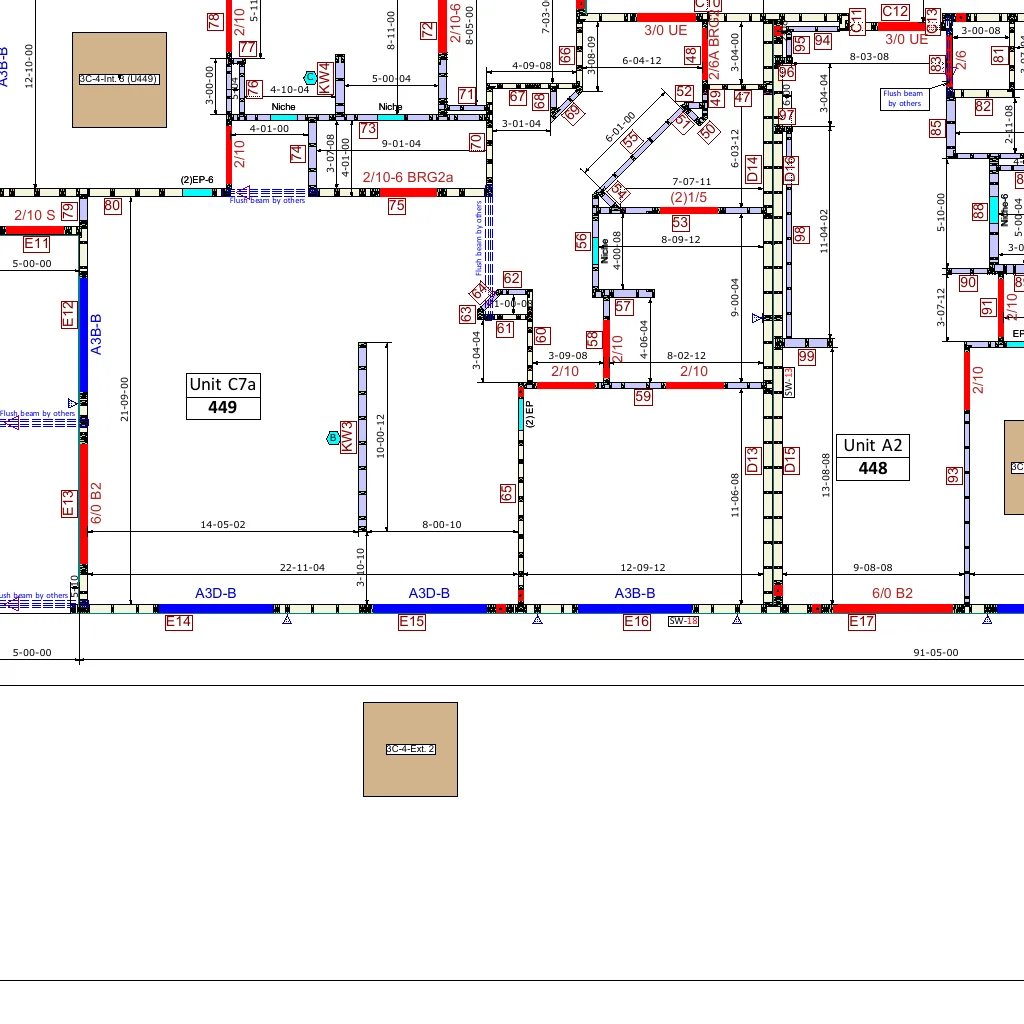 78
2/10
5-11
72
2/10-6
8-05-00
7-03-0
C10
C11
C12
C13
3/0 UE
3/0 UE
3-00-08
A3B-B
12-10-00
3C-4-Int. 8 (U449)
77
76
3-00-00
5-04
4-10-04
KW4
8-11-00
5-00-04
71
Niche
Niche
4-09-08
66
3-08-09
6-04-12
48
2/6A BRG2
3-04-00
95
94
96
8-03-08
83
2/6
81
Flush beam
by others
82
67
68
69
3-01-04
52
51
50
49
47
97
3-04-04
85
2-11-08
4-01-00
73
9-01-04
70
74
3-07-08
4-01-00
2/10
6-01-00
55
6-03-12
D14
D16
(2)EP-6
Flush beam by others
2/10-6 BRG2a
75
54
7-07-11
(2)1/5
53
80
79
2/10 S
E11
5-00-00
Flush beam by others
56
Niche
4-00-08
8-09-12
98
11-04-02
5-10-00
88
Niche-6
5-00-04
90
91
2/10
3-07-12
E12
A3B-B
62
64
63
1-00-0
61
60
57
58
2/10
4-06-04
9-00-04
3-04-04
3-09-08
2/10
8-02-12
2/10
59
99
SW-13
2/10
Unit C7a
449
21-09-00
Flush beam by others
B
KW3
10-00-12
(2) EP
Unit A2
448
E13
6/0 B2
65
D13
D15
11-06-08
13-08-08
93
14-05-02
8-00-10
22-11-04
3-10-10
12-09-12
9-08-08
ush beam by others
A3D-B
A3D-B
A3B-B
6/0 B2
E14
E15
E16
SW-18
E17
5-00-00
91-05-00
3C-4-Ext. 2